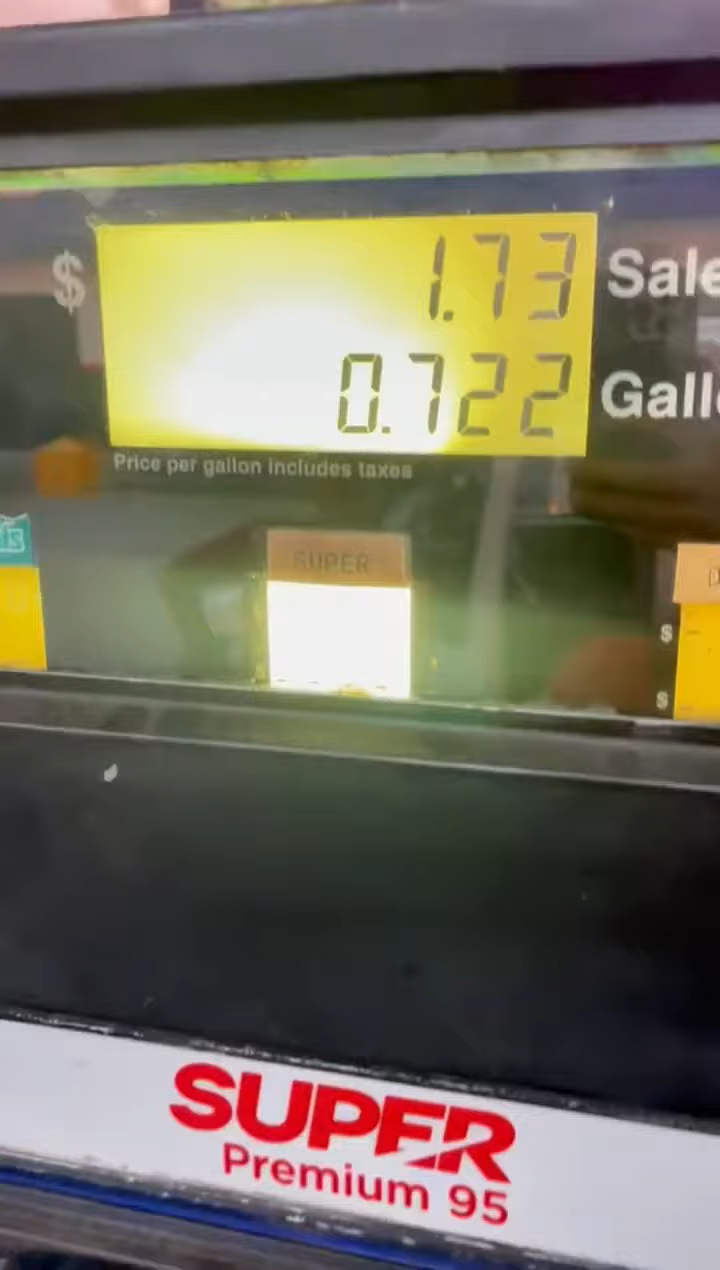 $ 1.73 Sale
0.722 Gall
Price per gallon includes taxes
SUPER
$
$
SUPER
Premium 95